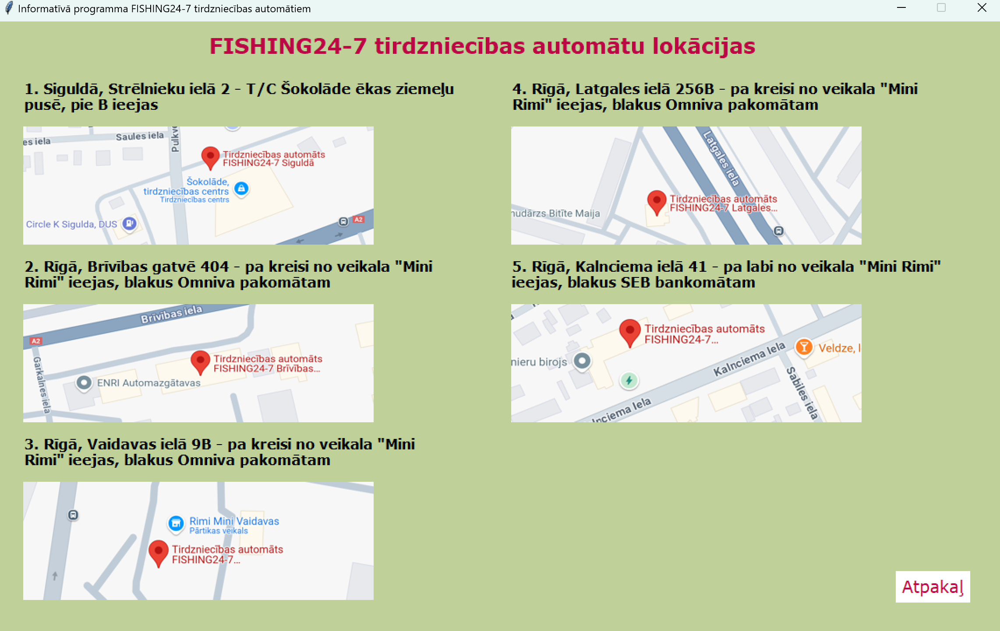 Informatīvā programma FISHING24-7 tirdzniecības automātiem
FISHING24-7 tirdzniecības automātu lokācijas
1. Siguldā, Strēlnieku ielā 2 - T/C Šokolāde ēkas ziemeļu
pusē, pie B ieejas
es iela
Saules iela
Pulkv
Tirdzniecības automāts
FISHING24-7 Siguldā
Šokolāde,
tirdzniecības centrs
Tirdzniecības centrs
Circle K Sigulda, DUS
A2
2. Rīgā, Brīvības gatvē 404 - pa kreisi no veikala "Mini
Rimi" ieejas, blakus Omniva pakomātam
Brīvības iela
A2
Garkalnes iela
Tirdzniecības automāts
FISHING24-7 Brīvības...
ENRI Automazgātavas
3. Rīgā, Vaidavas ielā 9B - pa kreisi no veikala "Mini
Rimi" ieejas, blakus Omniva pakomātam
Rimi Mini Vaidavas
Pārtikas veikals
Tirdzniecības automāts
FISHING24-7...
4. Rīgā, Latgales ielā 256B - pa kreisi no veikala "Mini
Rimi" ieejas, blakus Omniva pakomātam
Latgales iela
Tirdzniecības automāts
FISHING24-7 Latgales...
nudārzs Bitīte Maija
5. Rīgā, Kalnciema ielā 41 - pa labi no veikala "Mini Rimi"
ieejas, blakus SEB bankomātam
Tirdzniecības automāts
FISHING24-7...
Kalnciema Iela
Veldze, l
nieru birojs
Sabiles iela
lnciema Iela
Atpakaļ